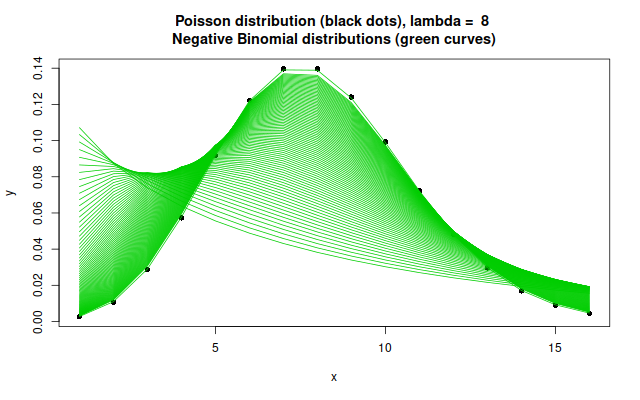 Poisson distribution (black dots), lambda =  8
Negative Binomial distributions (green curves)
0.14
0.12
0.10
0.08
0.06
0.04
0.02
0.00
y
5
10
15
x